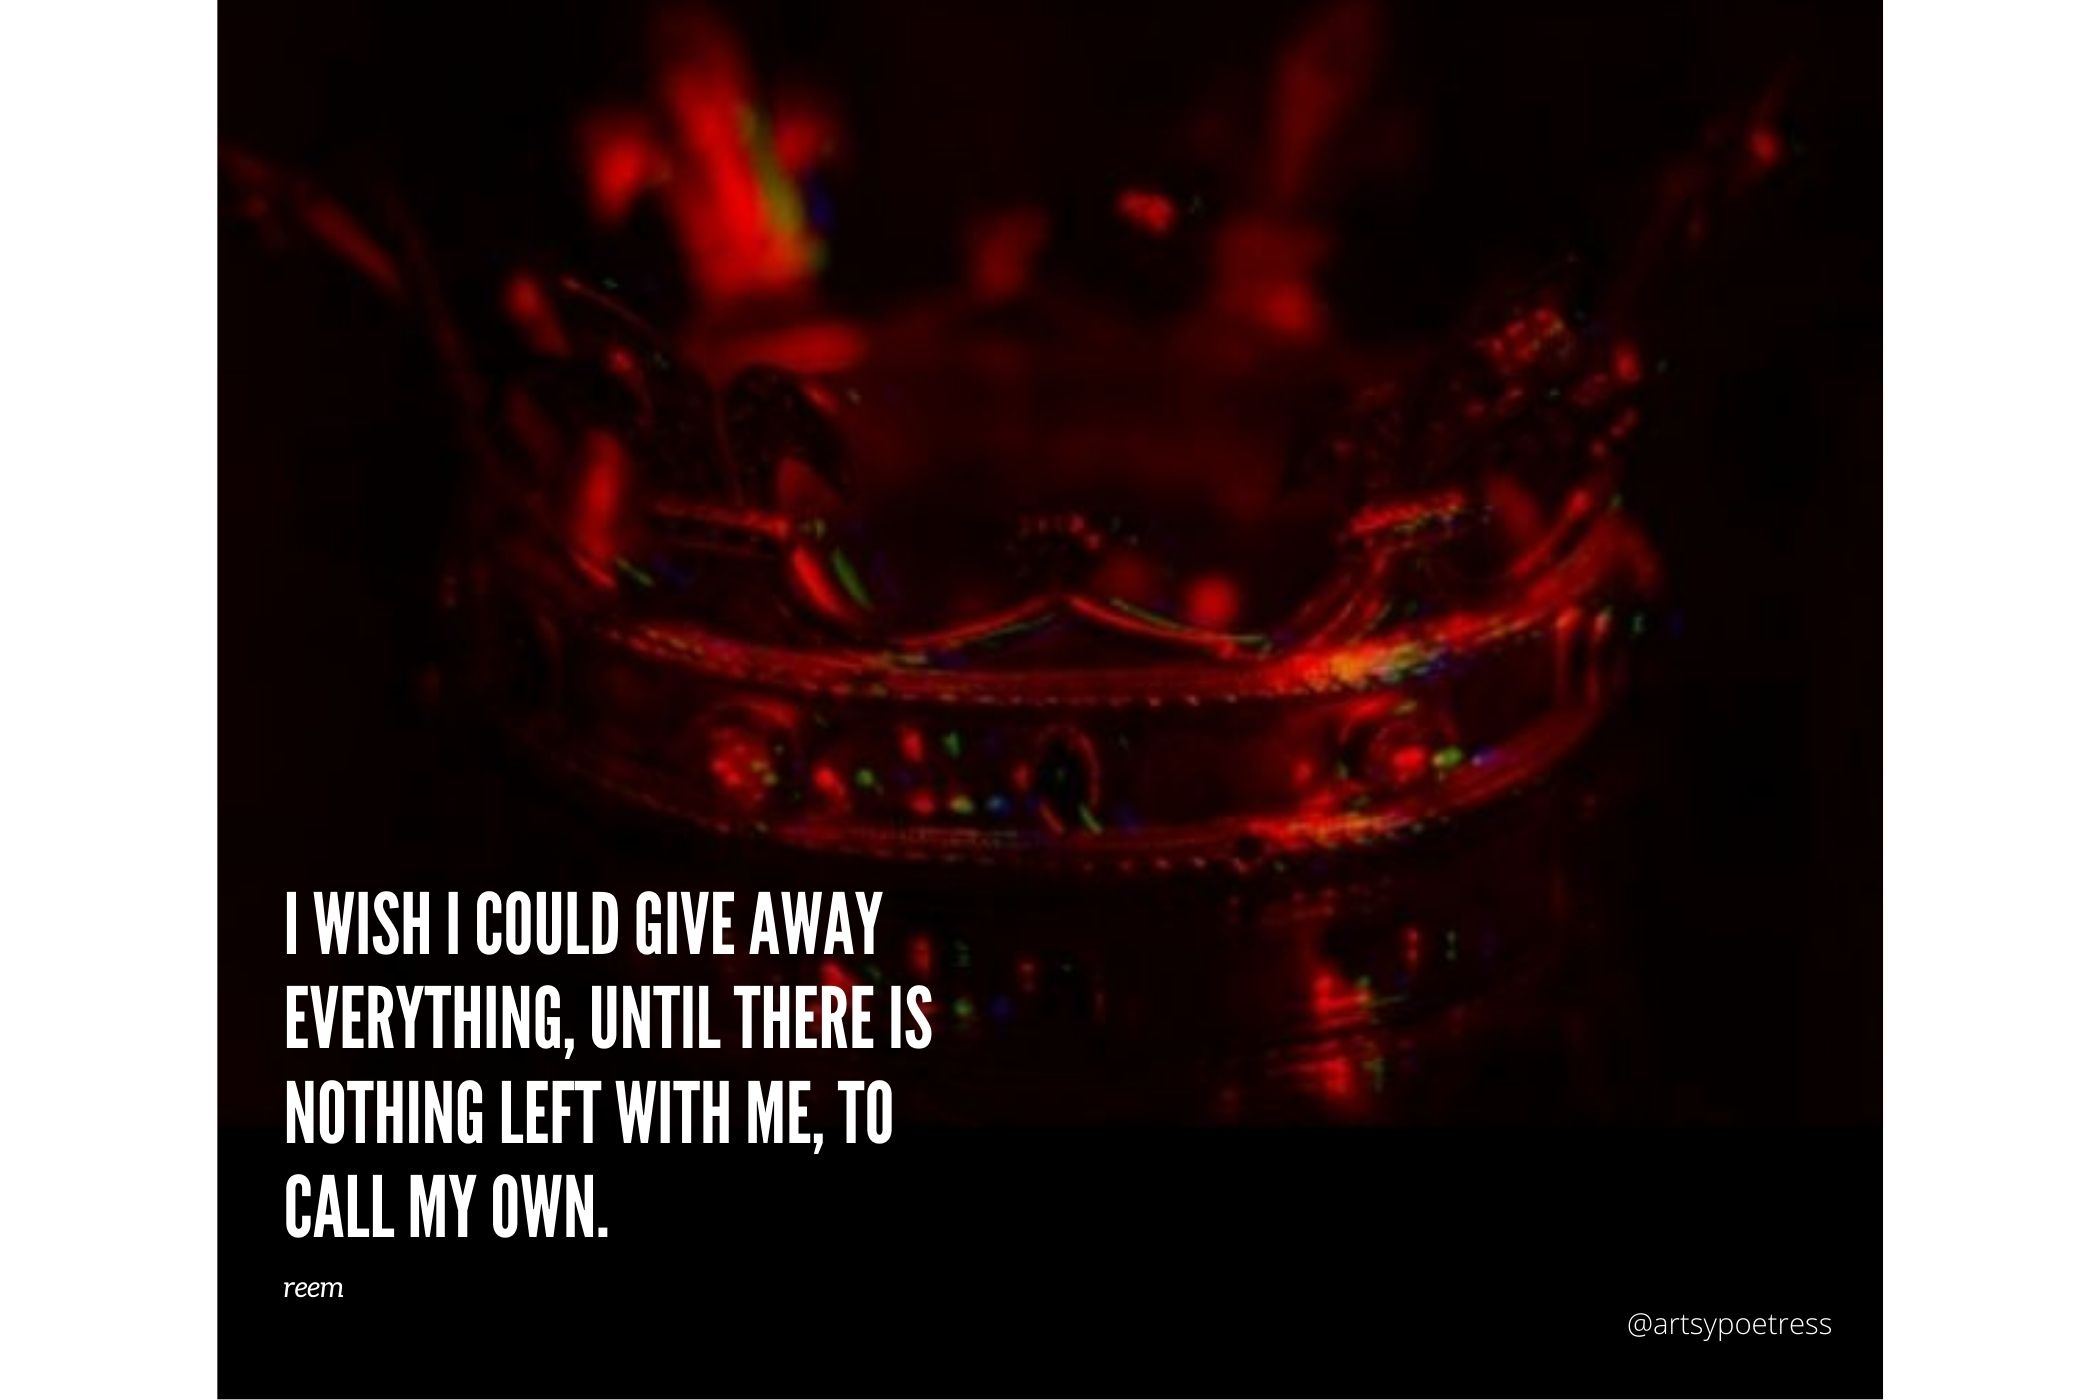 I WISH I COULD GIVE AWAY
EVERYTHING, UNTIL THERE IS
NOTHING LEFT WITH ME, TO
CALL MY OWN.
reem
@artsypoetress